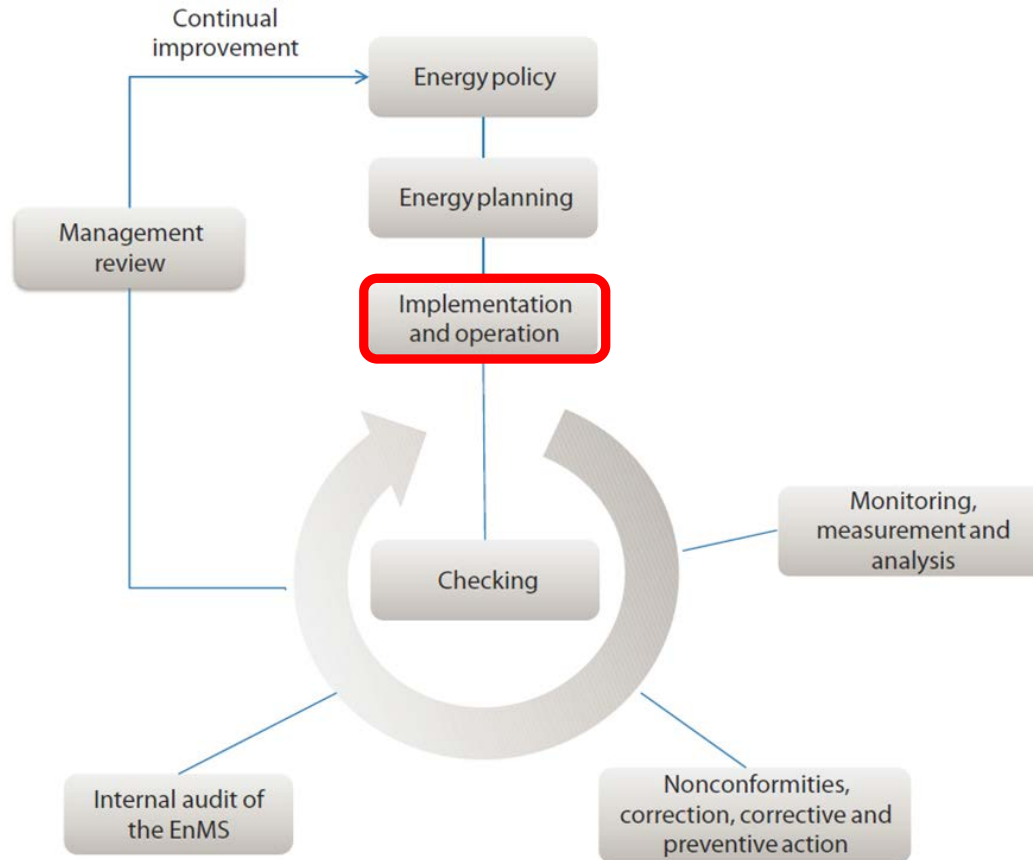 Continual
improvement
Energy policy
Energy planning
Management
review
Implementation
and operation
Monitoring,
measurement and
analysis
Checking
Internal audit of
the EnMS
Nonconformities,
correction, corrective and
preventive action